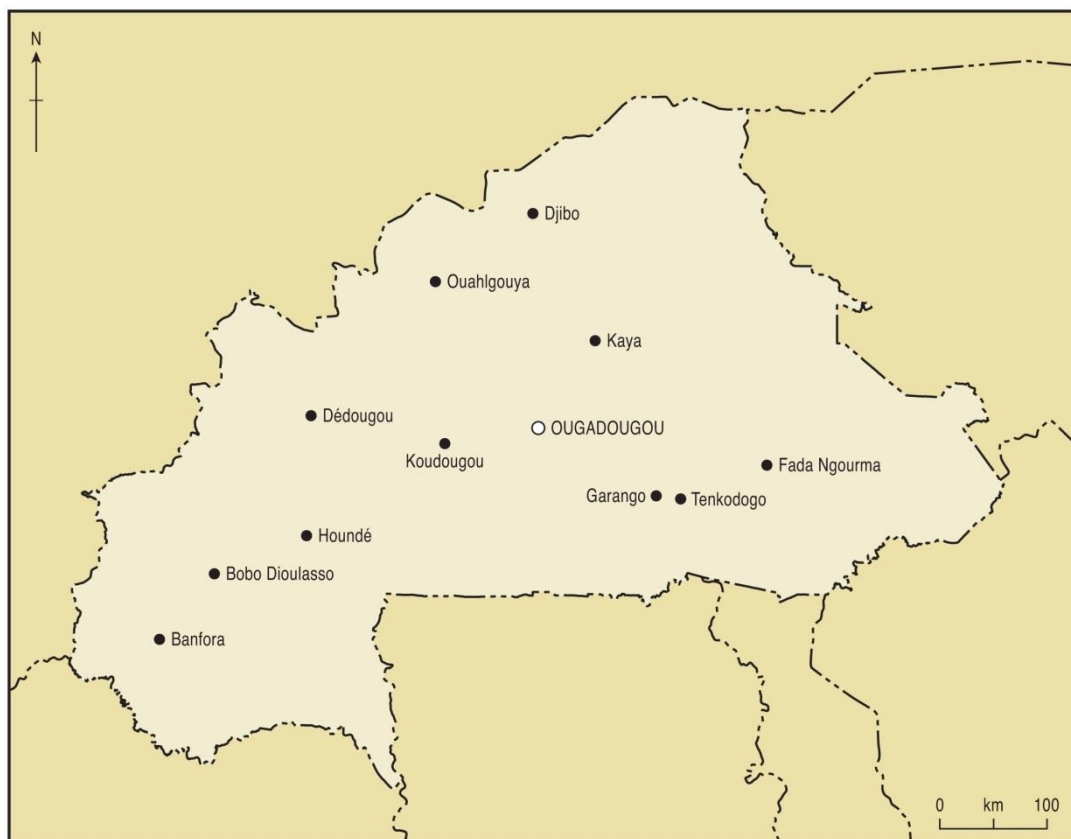 N
Djibo
Ouahlgouya
Kaya
Dédougou
OUGADOUGOU
Koudougou
Fada Ngourma
Garango
Tenkodogo
Houndé
Bobo Dioulasso
Banfora
0 km 100